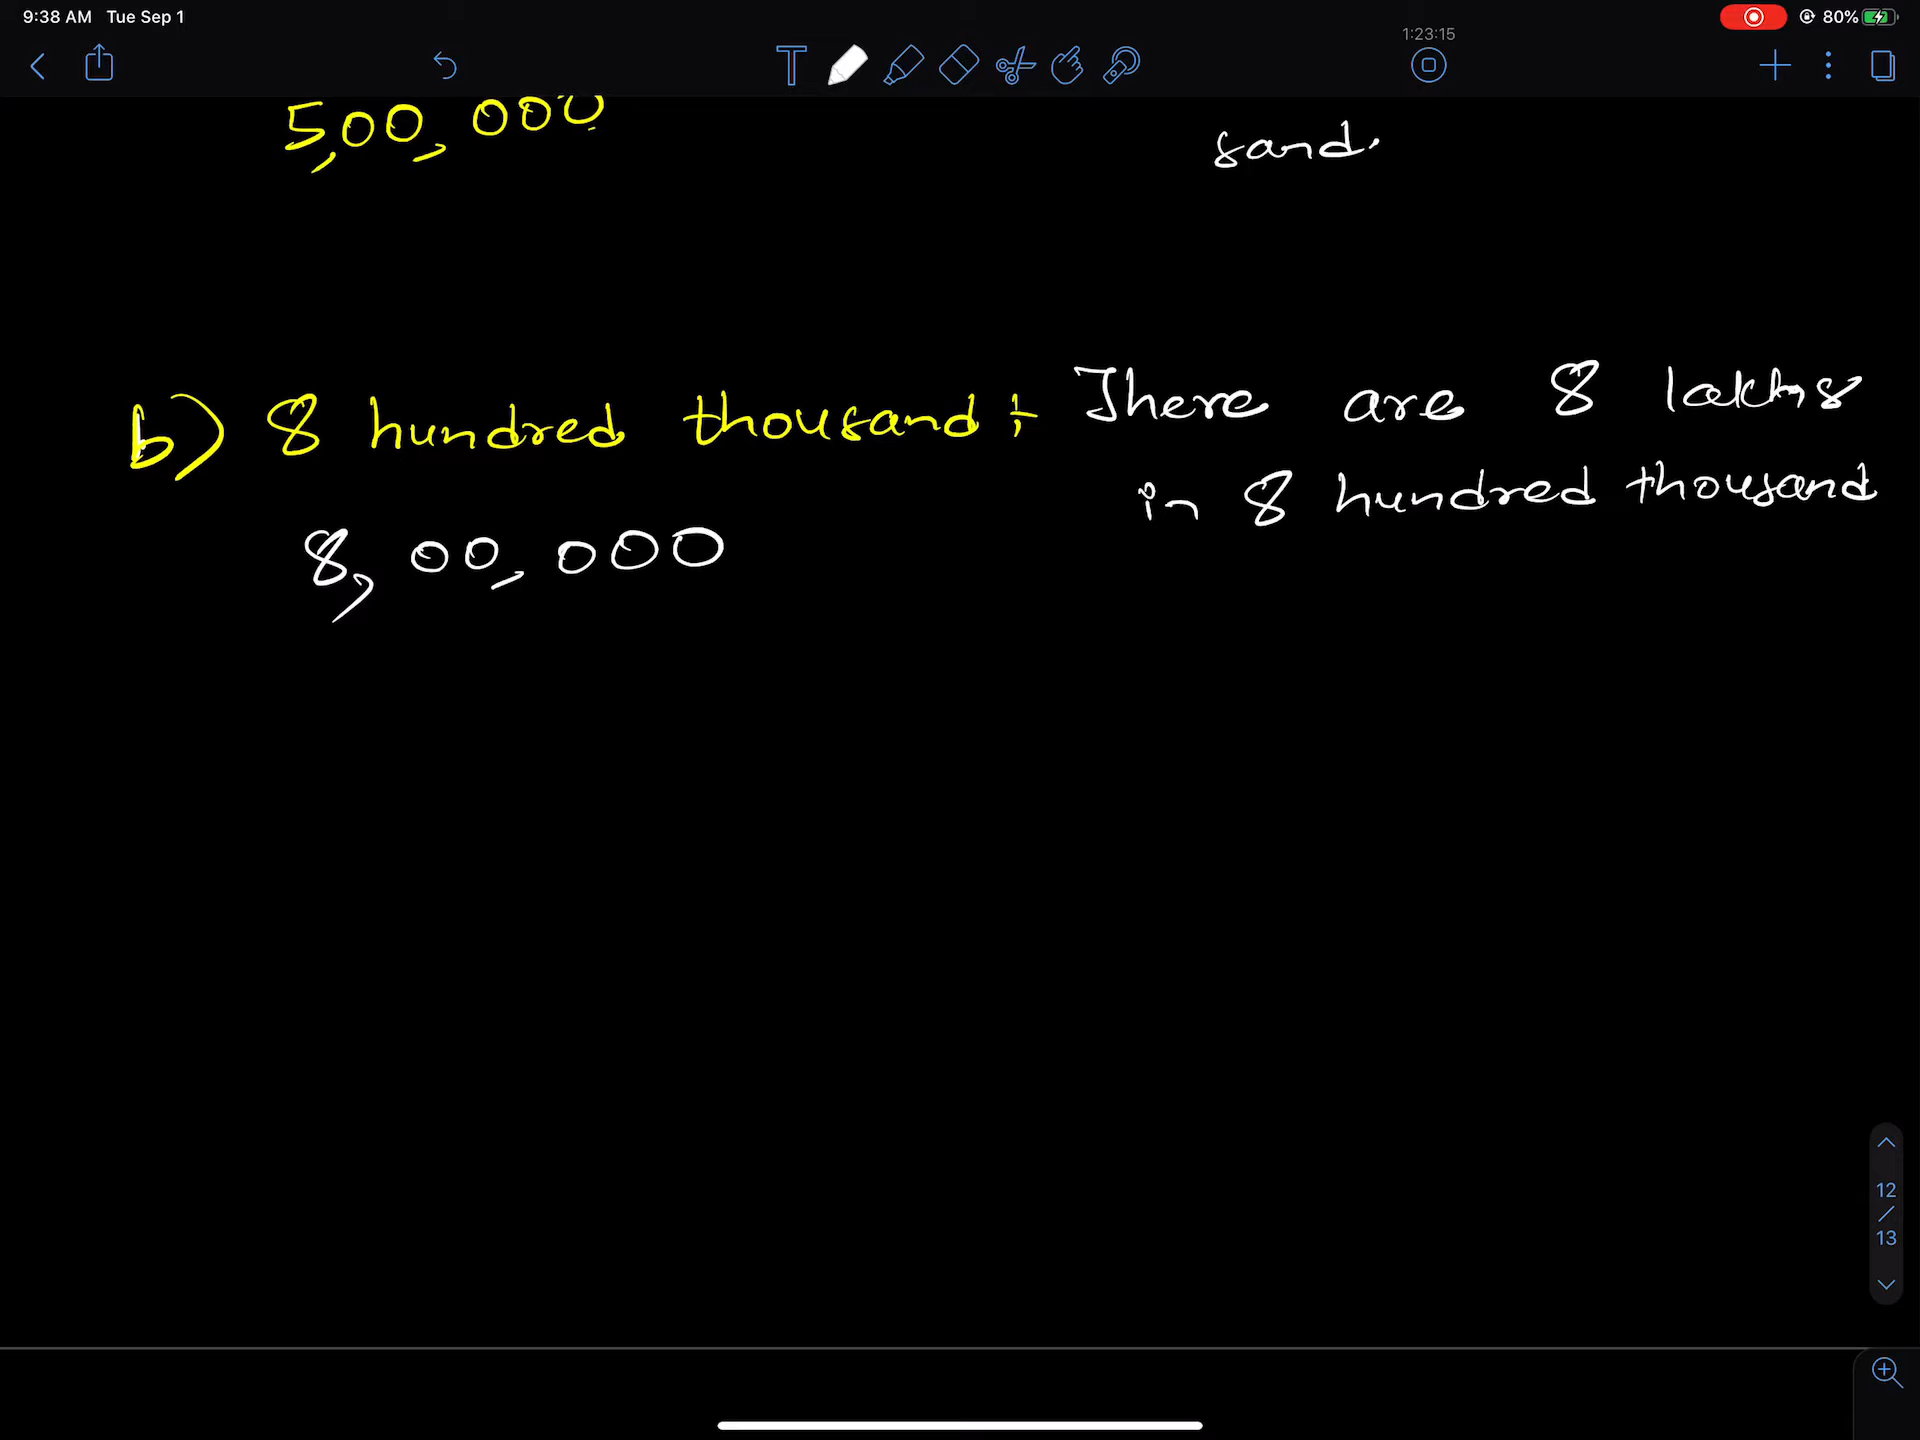 9:38 AM Tue Sep 1
80%
1:23:15
5,00,000
sand.
b) 8 hundred thousand :- There are 8 lakhs
in 8 hundred thousand
8,00,000
12
/
13